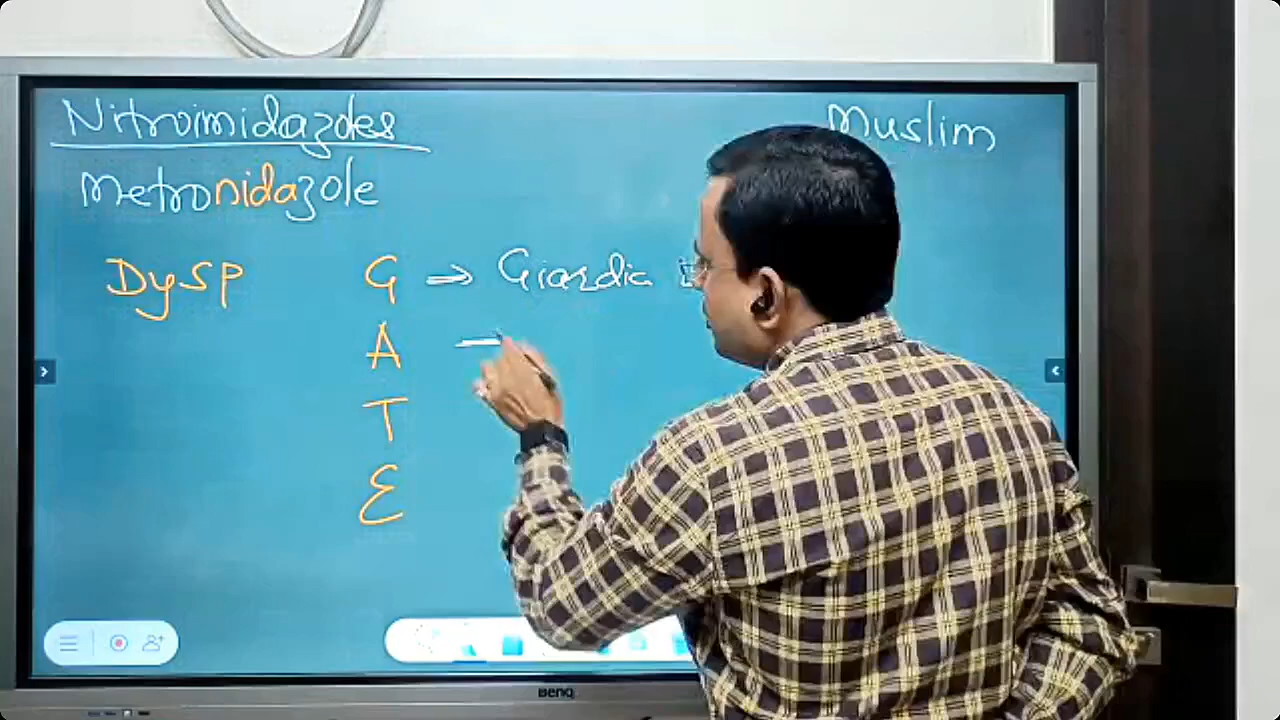 Nitroimidazoles
Muslim
Metronidazole
DySP
G → Giardia
A
T
E
BenQ